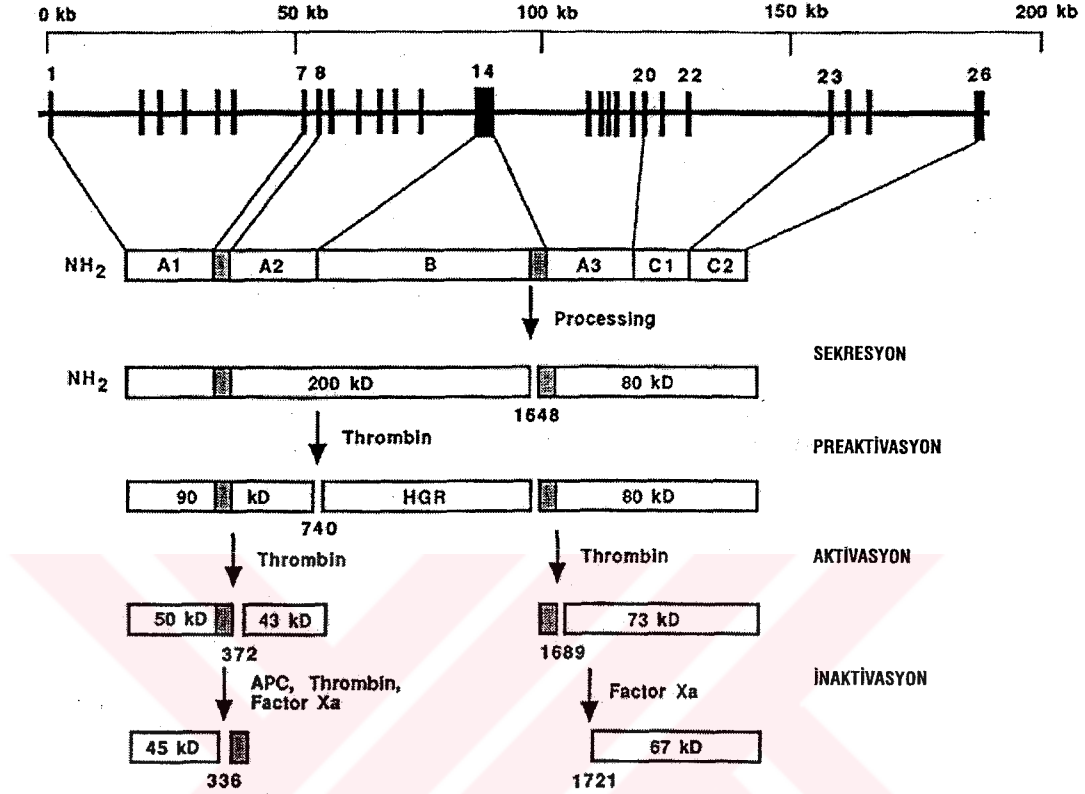 0 kb 50 kb 100 kb 150 kb 200 kb
1 7 8 14 20 22 23 26
NH2 A1 A2 B A3 C1 C2
Processing
SEKRESYON
NH2 200 kD 80 kD
1648
Thrombin
PREAKTİVASYON
90 kD HGR 80 kD
740
Thrombin Thrombin AKTİVASYON
50 kD 43 kD 73 kD
372 1689
APC, Thrombin,
Factor Xa
Factor Xa
İNAKTİVASYON
45 kD 67 kD
336 1721